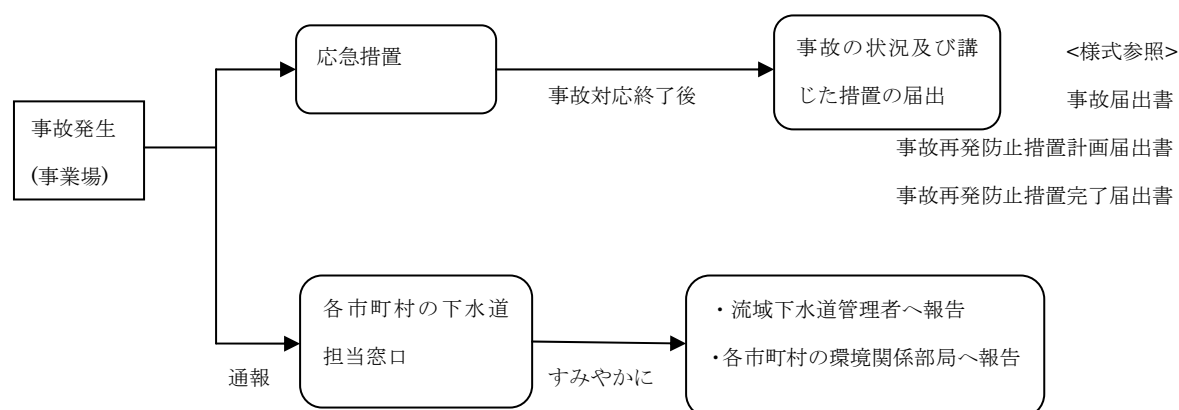 事故発生
(事業場)
応急措置
事故対応終了後
事故の状況及び講
じた措置の届出
<様式参照>
事故届出書
事故再発防止措置計画届出書
事故再発防止措置完了届出書
通報
各市町村の下水道
担当窓口
すみやかに
・流域下水道管理者へ報告
・各市町村の環境関係部局へ報告